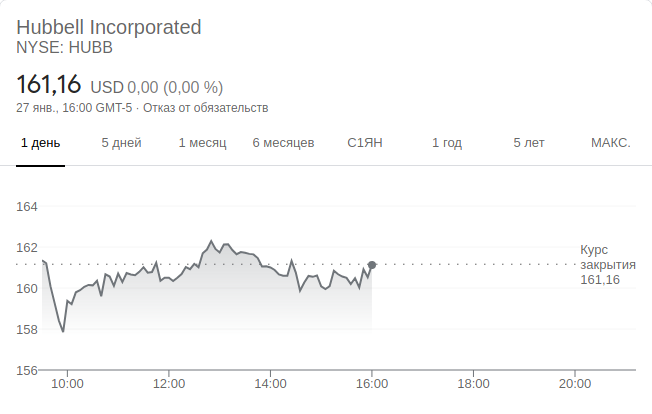 Hubbell Incorporated
NYSE: HUBB
161,16 USD 0,00 (0,00 %)
27 янв., 16:00 GMT-5 · Отказ от обязательств
1 день 5 дней 1 месяц 6 месяцев С1ЯН 1 год 5 лет МАКС.
164
162
160
158
156
Курс
закрытия
161,16
10:00 12:00 14:00 16:00 18:00 20:00